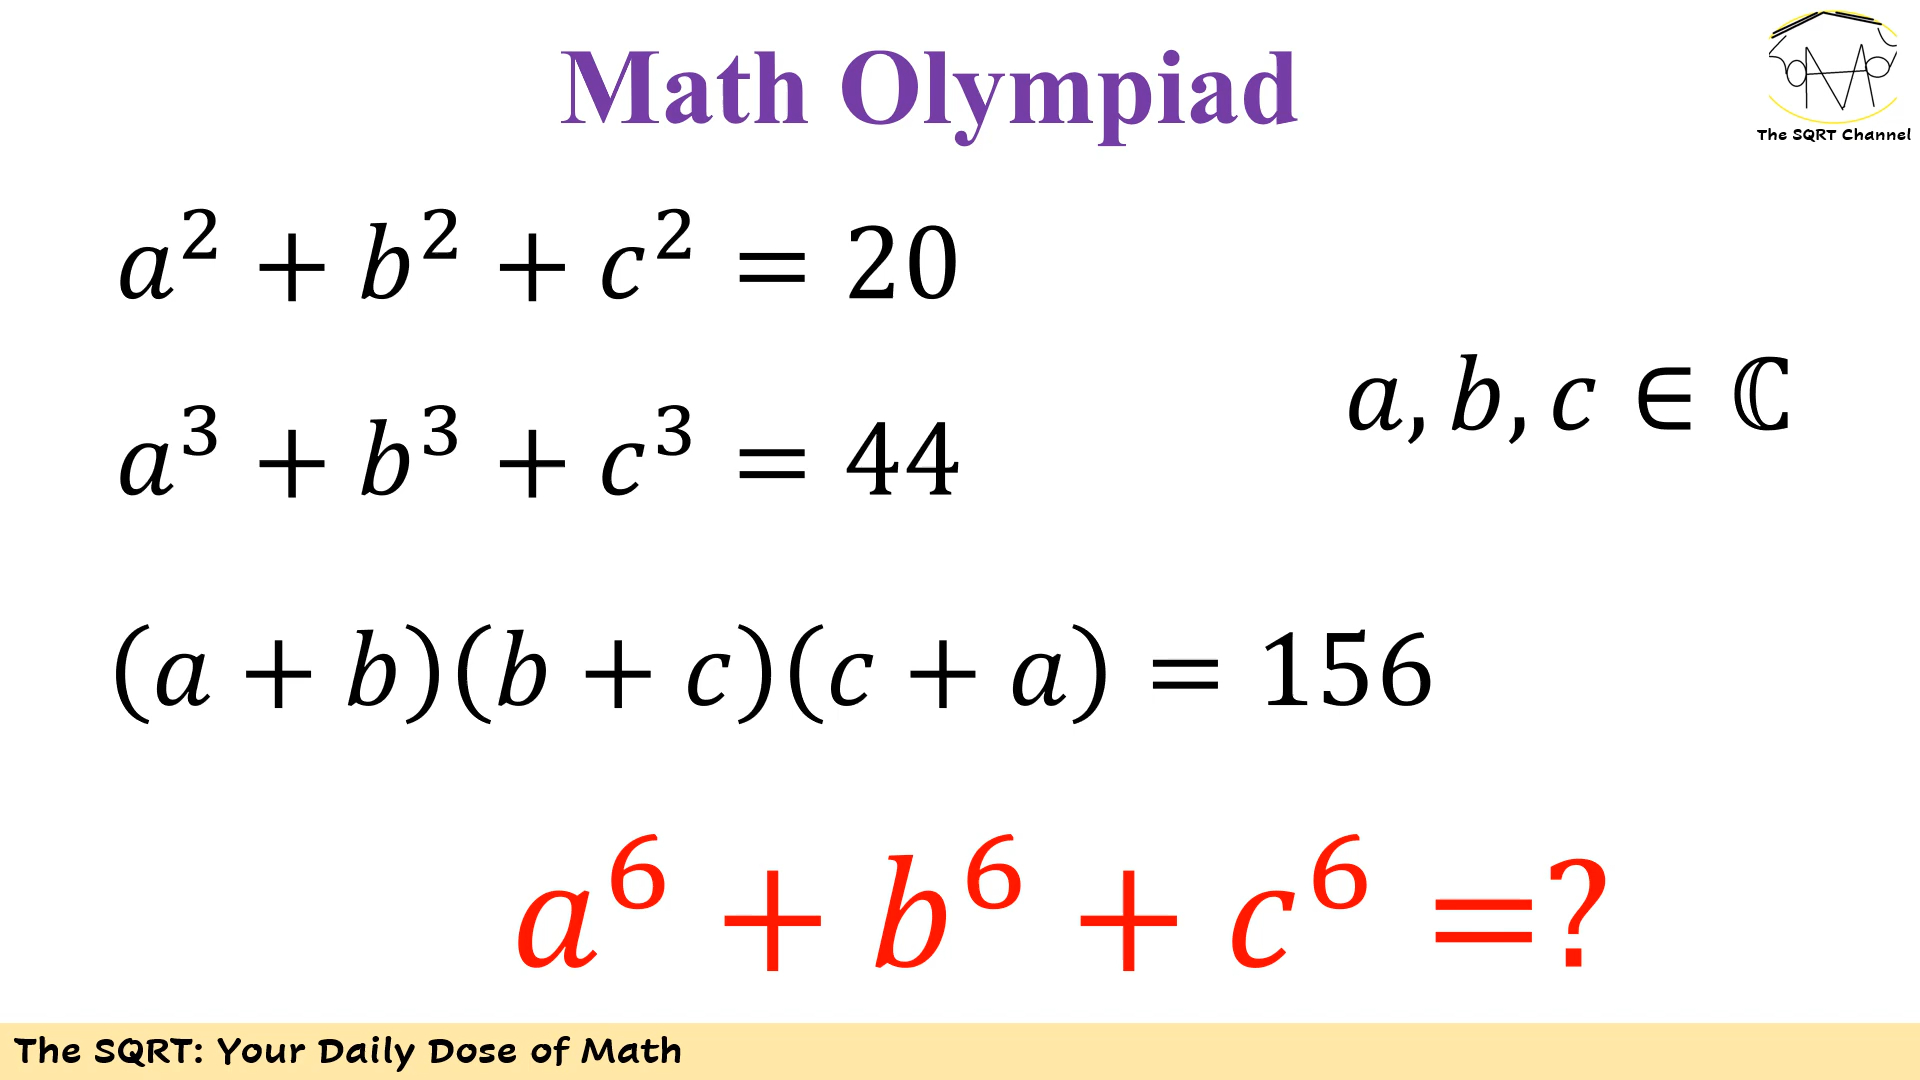 Math Olympiad
The SQRT Channel
a² + b² + c² = 20
a³ + b³ + c³ = 44
a, b, c ∈ ℂ
(a + b)(b + c)(c + a) = 156
a⁶ + b⁶ + c⁶ =?
The SQRT: Your Daily Dose of Math